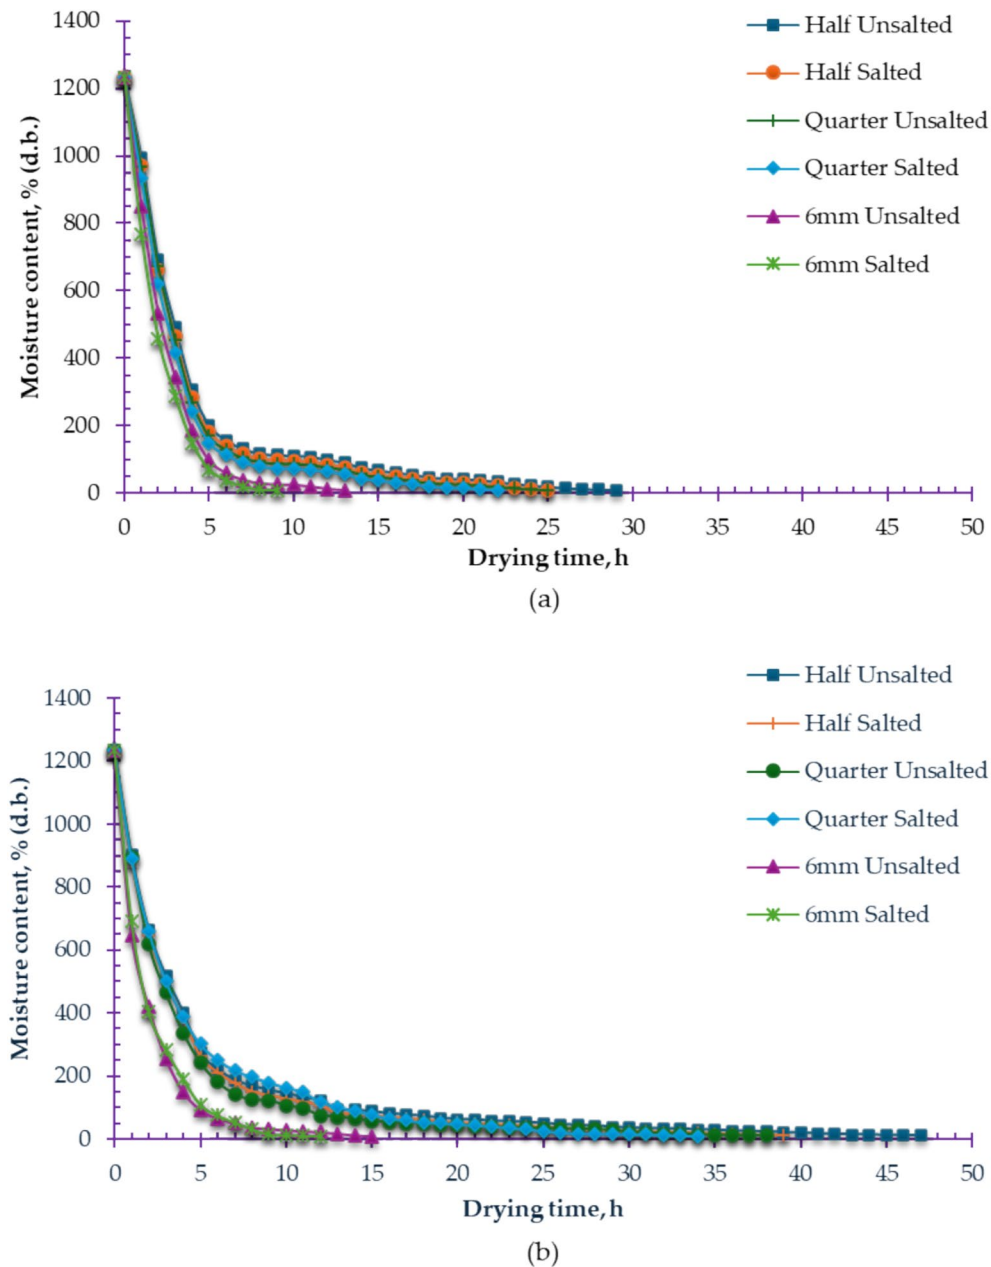 1400
1200
1000
800
600
400
200
0
Moisture content, % (d.b.)
0 5 10 15 20 25 30 35 40 45 50
Drying time, h
Half Unsalted
Half Salted
Quarter Unsalted
Quarter Salted
6mm Unsalted
6mm Salted
(a)
1400
1200
1000
800
600
400
200
0
Moisture content, % (d.b.)
0 5 10 15 20 25 30 35 40 45 50
Drying time, h
Half Unsalted
Half Salted
Quarter Unsalted
Quarter Salted
6mm Unsalted
6mm Salted
(b)